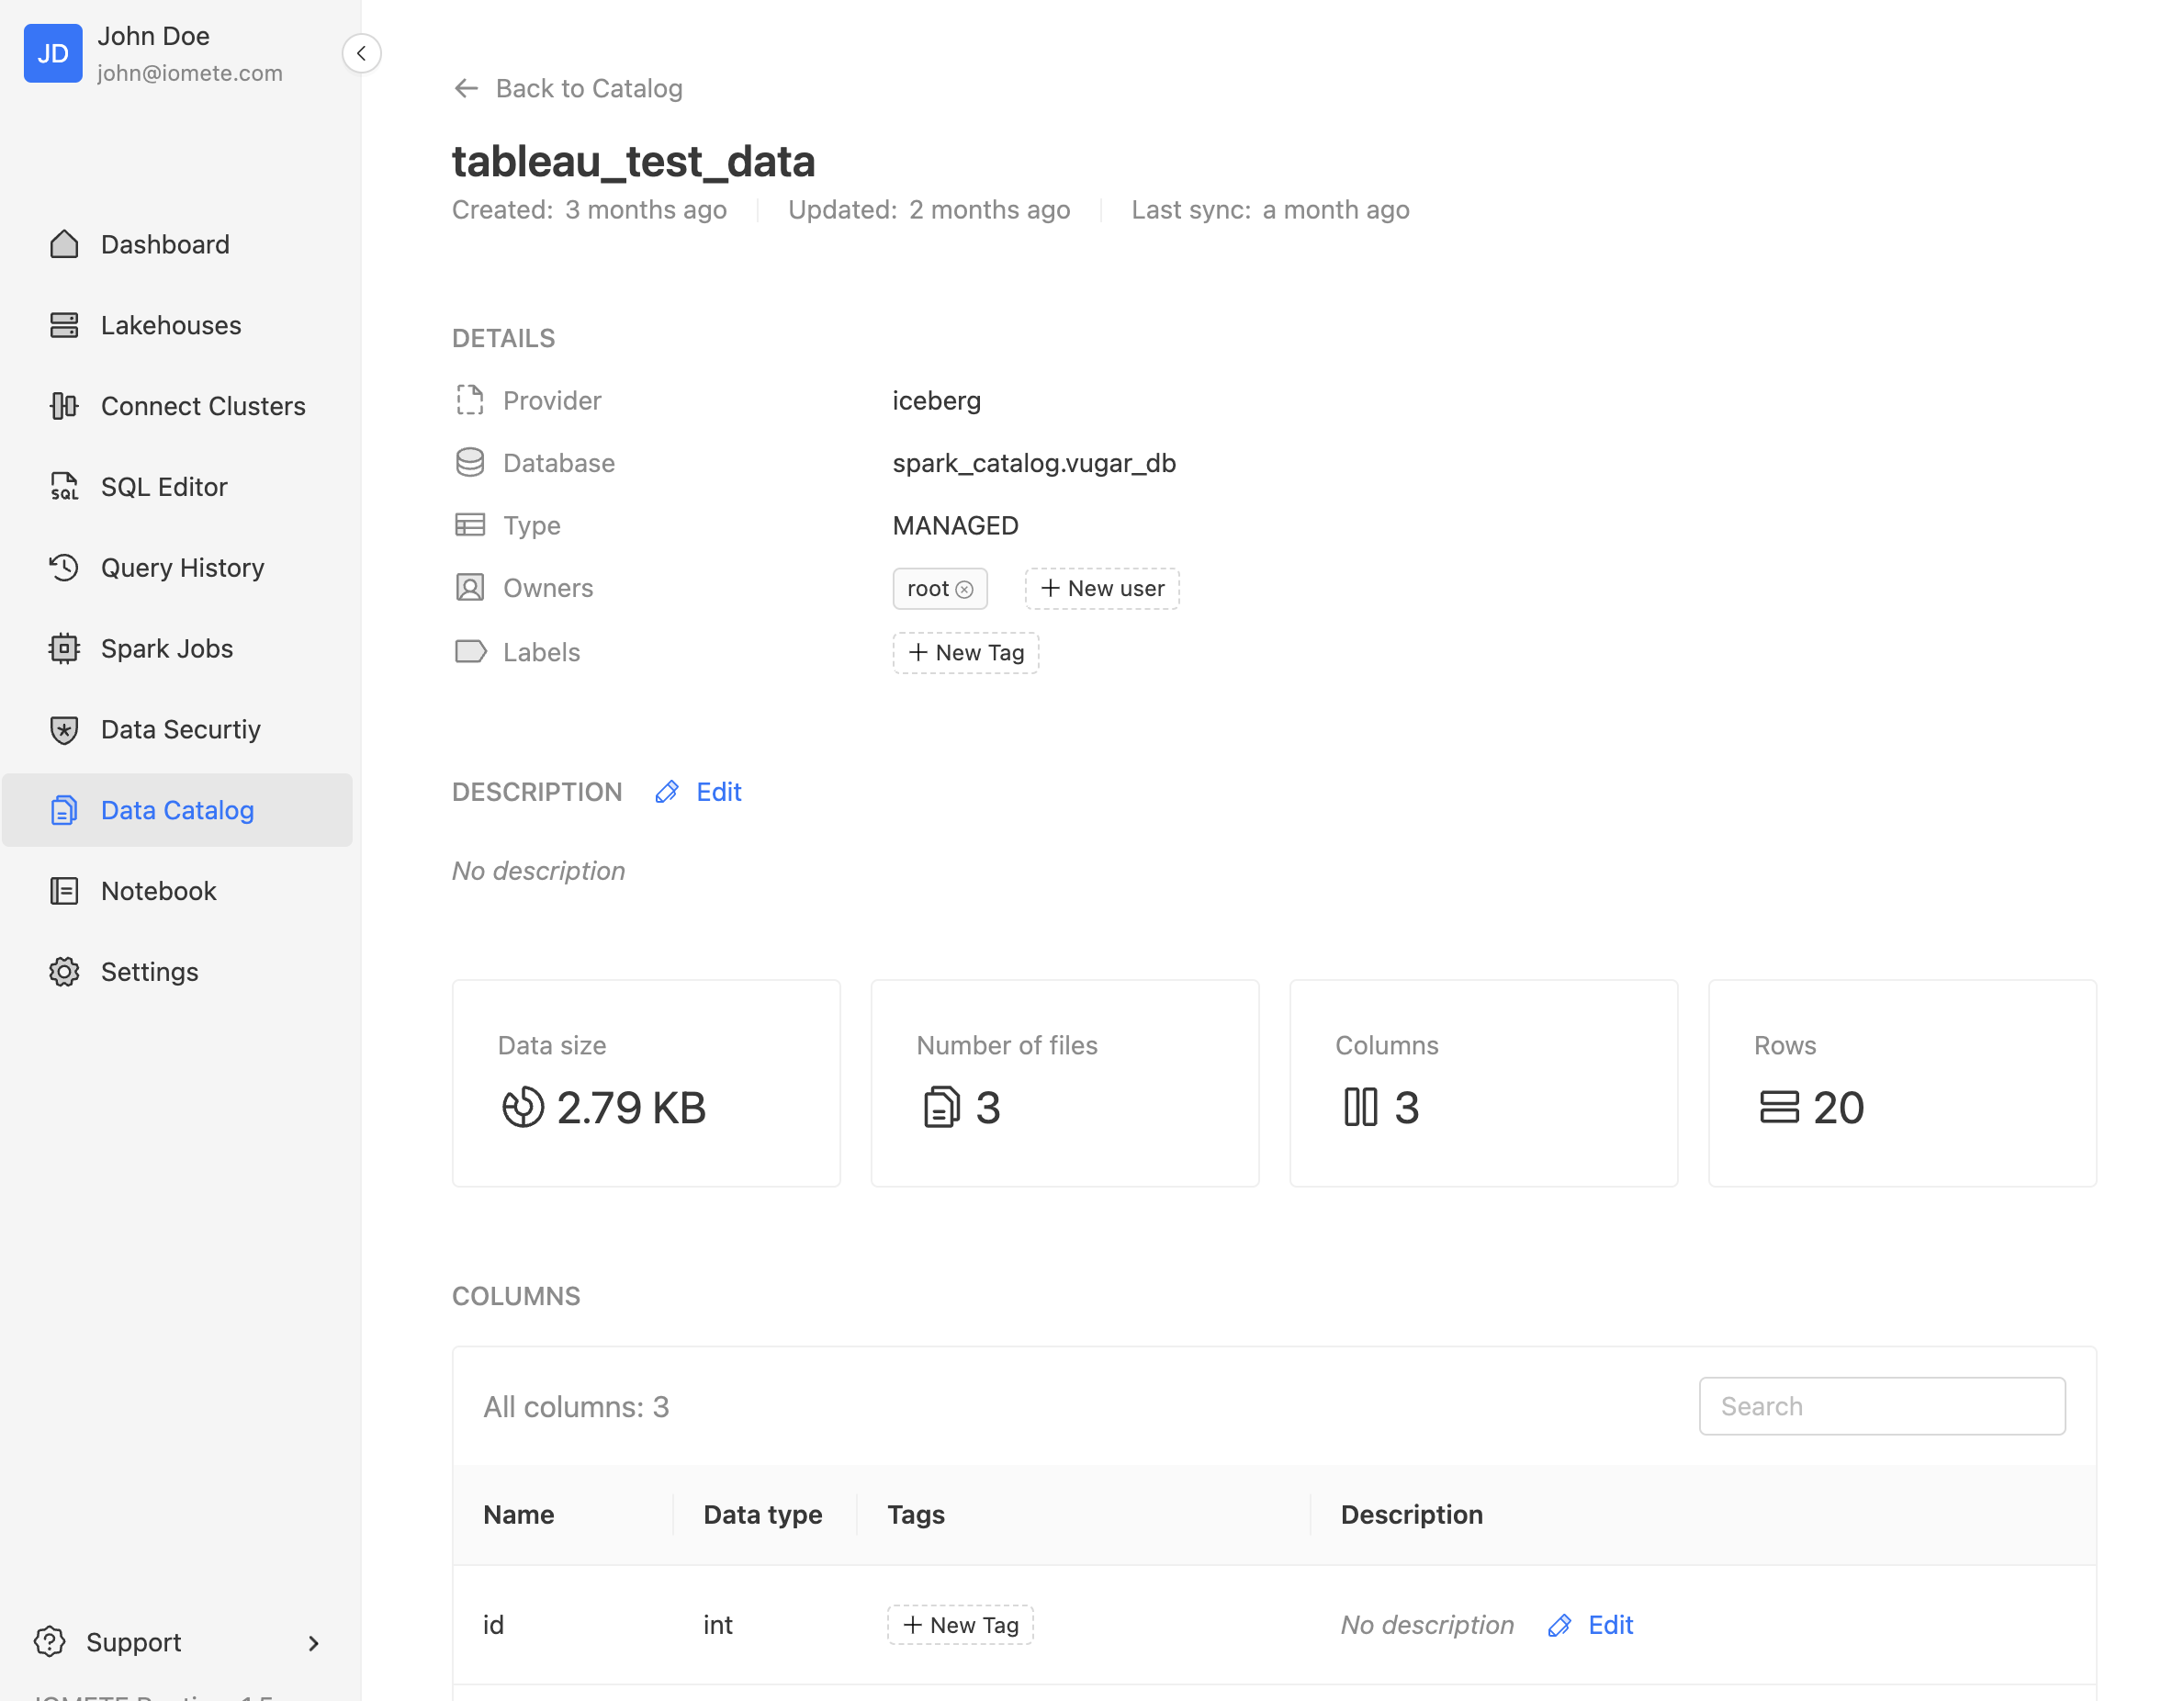 JD
John Doe
john@iomete.com
Dashboard
Lakehouses
Connect Clusters
SQL Editor
Query History
Spark Jobs
Data Securtiy
Data Catalog
Notebook
Settings
Support
Back to Catalog
tableau_test_data
Created: 3 months ago Updated: 2 months ago Last sync: a month ago
DETAILS
Provider iceberg
Database spark_catalog.vugar_db
Type MANAGED
Owners root + New user
Labels + New Tag
DESCRIPTION Edit
No description
Data size
2.79 KB
Number of files
3
Columns
3
Rows
20
COLUMNS
All columns: 3 Search
Name Data type Tags Description
id int + New Tag No description Edit